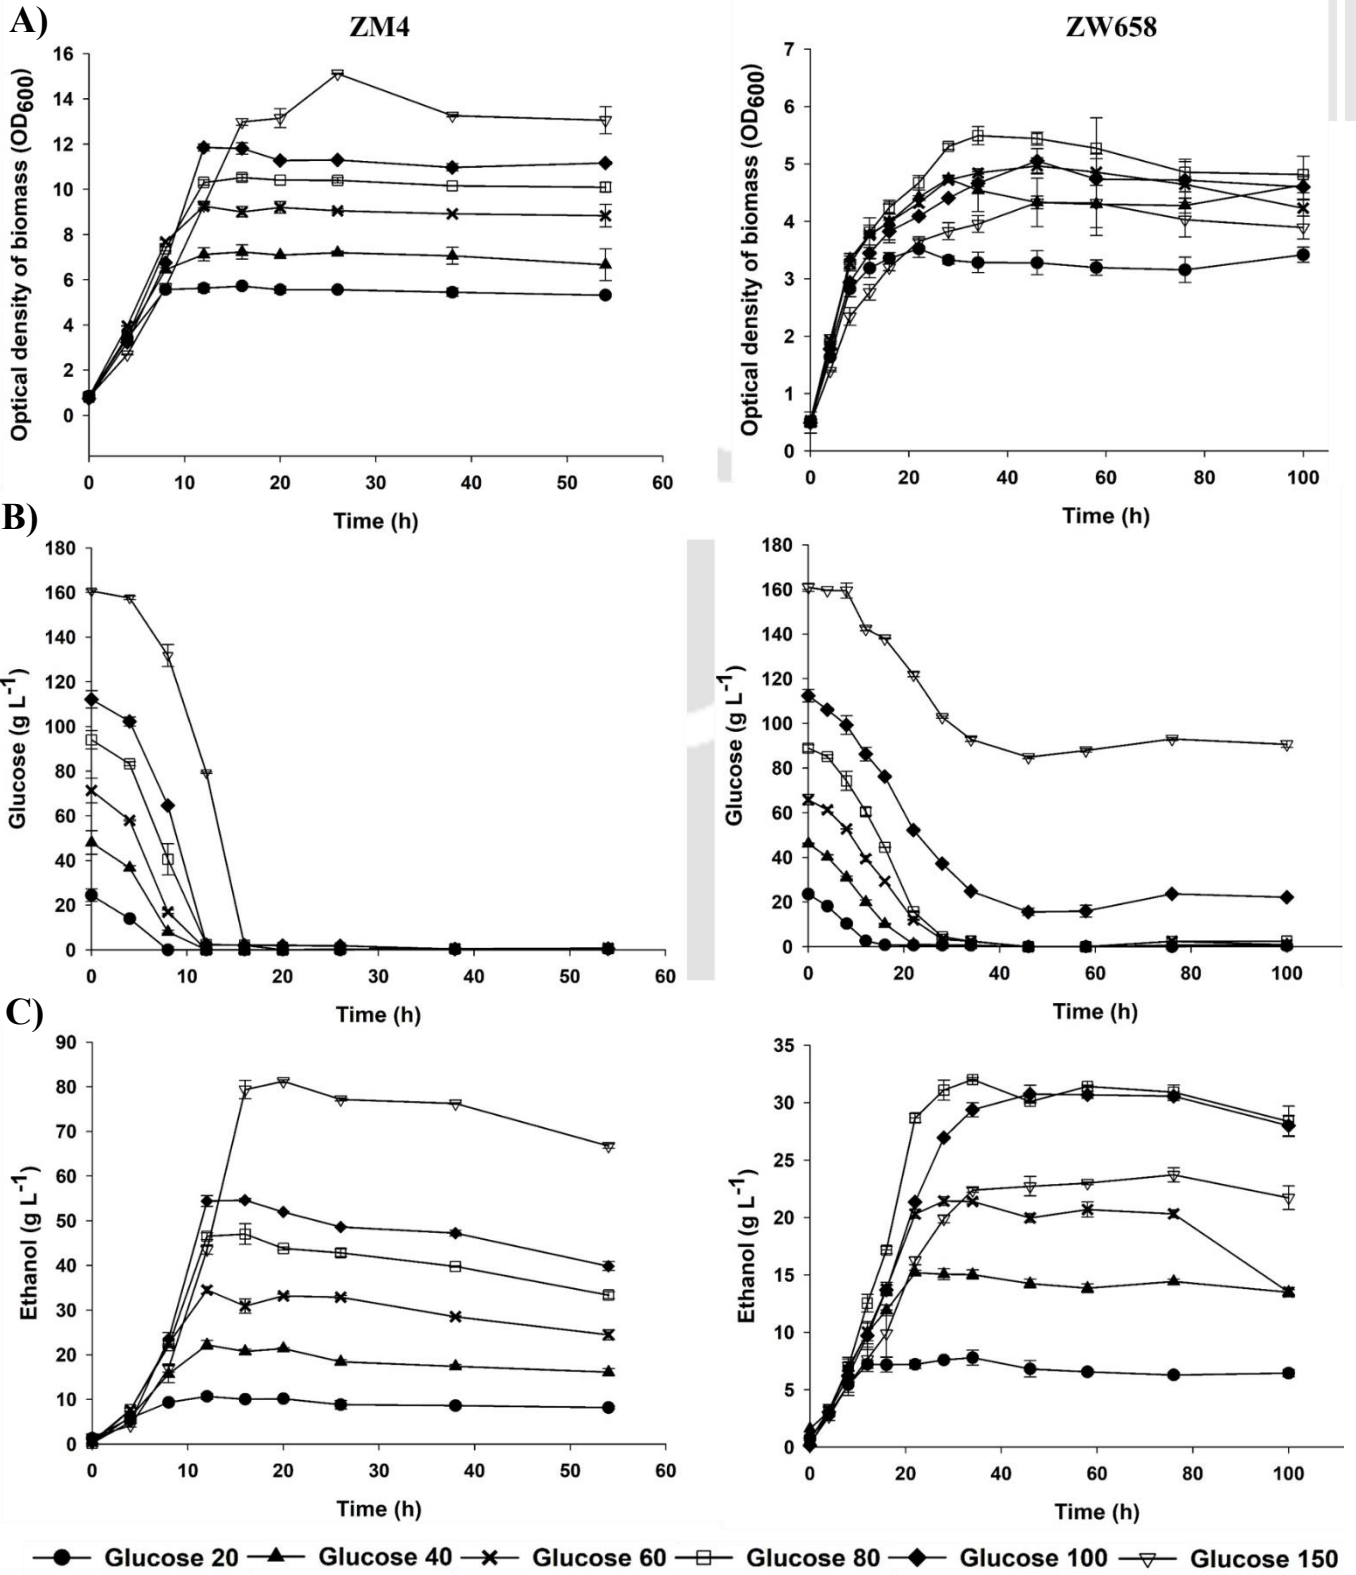 A)
ZM4
ZW658
Optical density of biomass (OD600)
16
14
12
10
8
6
4
2
0
0 10 20 30 40 50 60
Time (h)
Optical density of biomass (OD600)
7
6
5
4
3
2
1
0
0 20 40 60 80 100
Time (h)
B)
Glucose (g L-1)
180
160
140
120
100
80
60
40
20
0
0 10 20 30 40 50 60
Time (h)
Glucose (g L-1)
180
160
140
120
100
80
60
40
20
0
0 20 40 60 80 100
Time (h)
C)
Ethanol (g L-1)
90
80
70
60
50
40
30
20
10
0
0 10 20 30 40 50 60
Time (h)
Ethanol (g L-1)
35
30
25
20
15
10
5
0
0 20 40 60 80 100
Time (h)
Glucose 20 Glucose 40 Glucose 60 Glucose 80 Glucose 100 Glucose 150